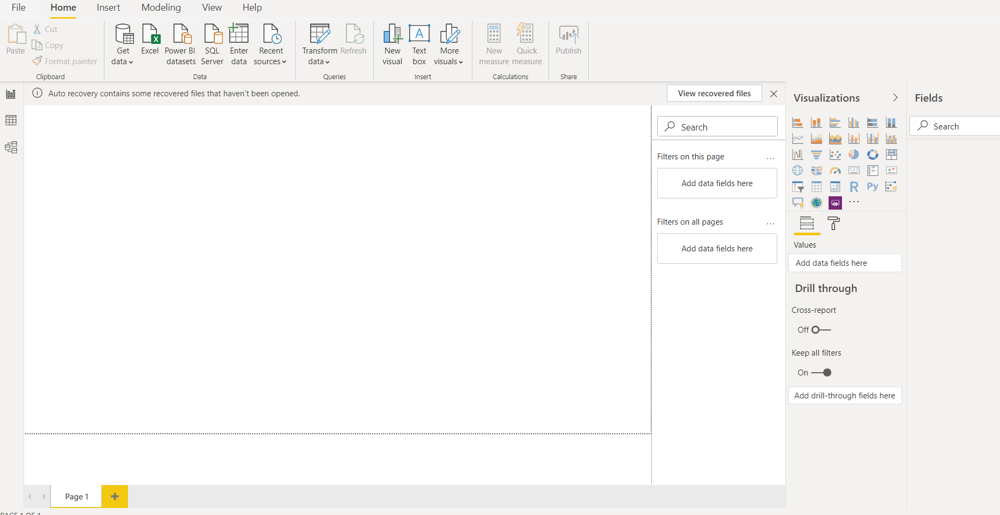 File Home Insert Modeling View Help
Paste
Cut
Copy
Format painter
Clipboard
Get data
Excel
Power BI datasets
SQL Server
Enter data
Recent sources
Data
Transform data
Refresh
Queries
New visual
A
Text box
More visuals
Insert
New measure
Quick measure
Calculations
Publish
Share
Auto recovery contains some recovered files that haven't been opened.
View recovered files
Search
Filters on this page
...
Add data fields here
Filters on all pages
...
Add data fields here
Visualizations
123
R
Py
...
Values
Add data fields here
Drill through
Cross-report
Off
Keep all filters
On
Add drill-through fields here
Fields
Search
Page 1
PAGE 1 OF 1